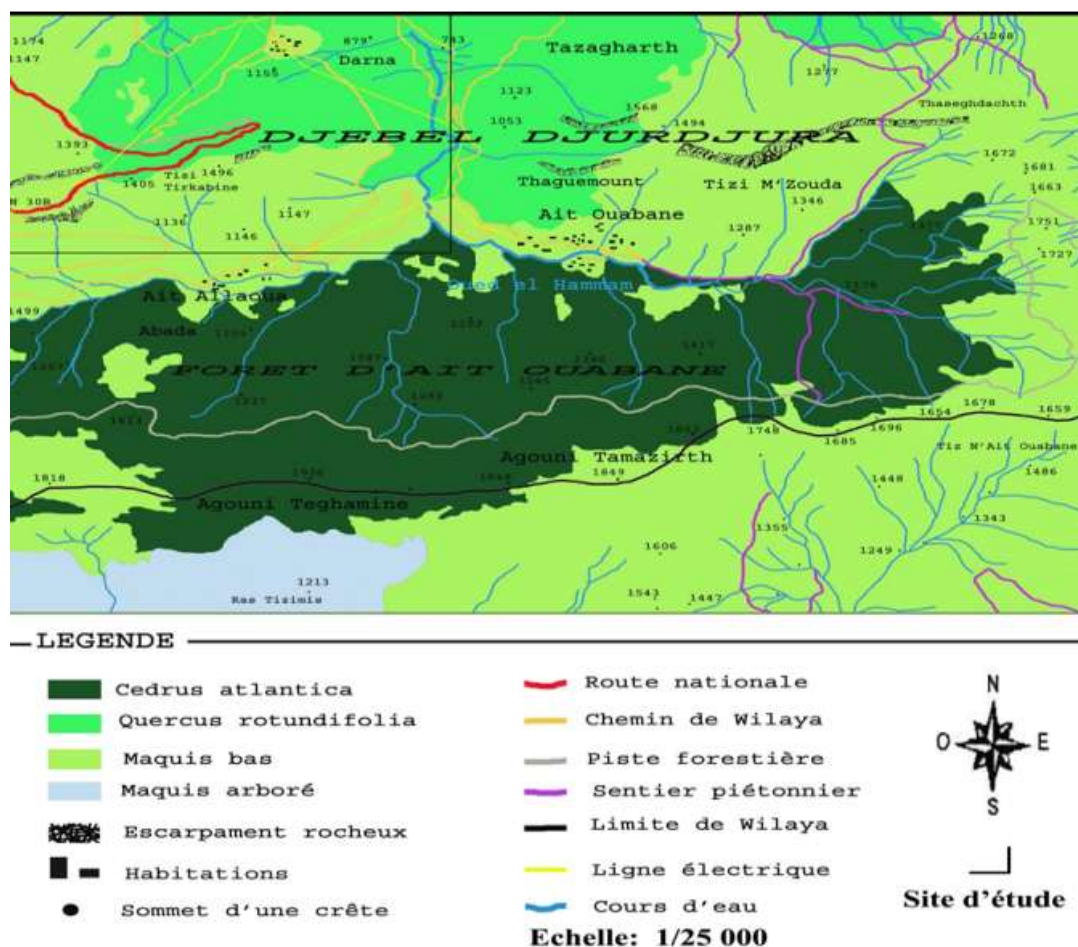 1174
1147
879
783
Darna
1155
Tazagharth
1268
1277
1123
1568
Thaseghdachth
1053
1494
DJEBEL DJURDJURA
1393
Tizi
1496
Tirkabine
1405
N 30B
Thaguemount
Tizi M'Zouda
1672
1681
1663
1136
1147
1146
Ait Ouabane
1346
1287
1751
1727
Ait Allaoua
Oued el Hammam
1499
Abada
1417
FORET D'AIT OUABANE
1678
1654
1659
1748
1696
1685
Tiz N'Ait Ouabane
Agouni Tamazirth
1818
1849
1448
1486
Agouni Teghamine
1355
1343
1249
1606
1213
Ras Tizimis
1543
1447
LEGENDE
Cedrus atlantica
Quercus rotundifolia
Maquis bas
Maquis arboré
Escarpament rocheux
Habitations
Sommet d'une crête
Route nationale
Chemin de Wilaya
Piste forestière
Sentier piétonnier
Limite de Wilaya
Ligne électrique
Cours d'eau
Echelle: 1/25 000
N
O
E
S
Site d'étude